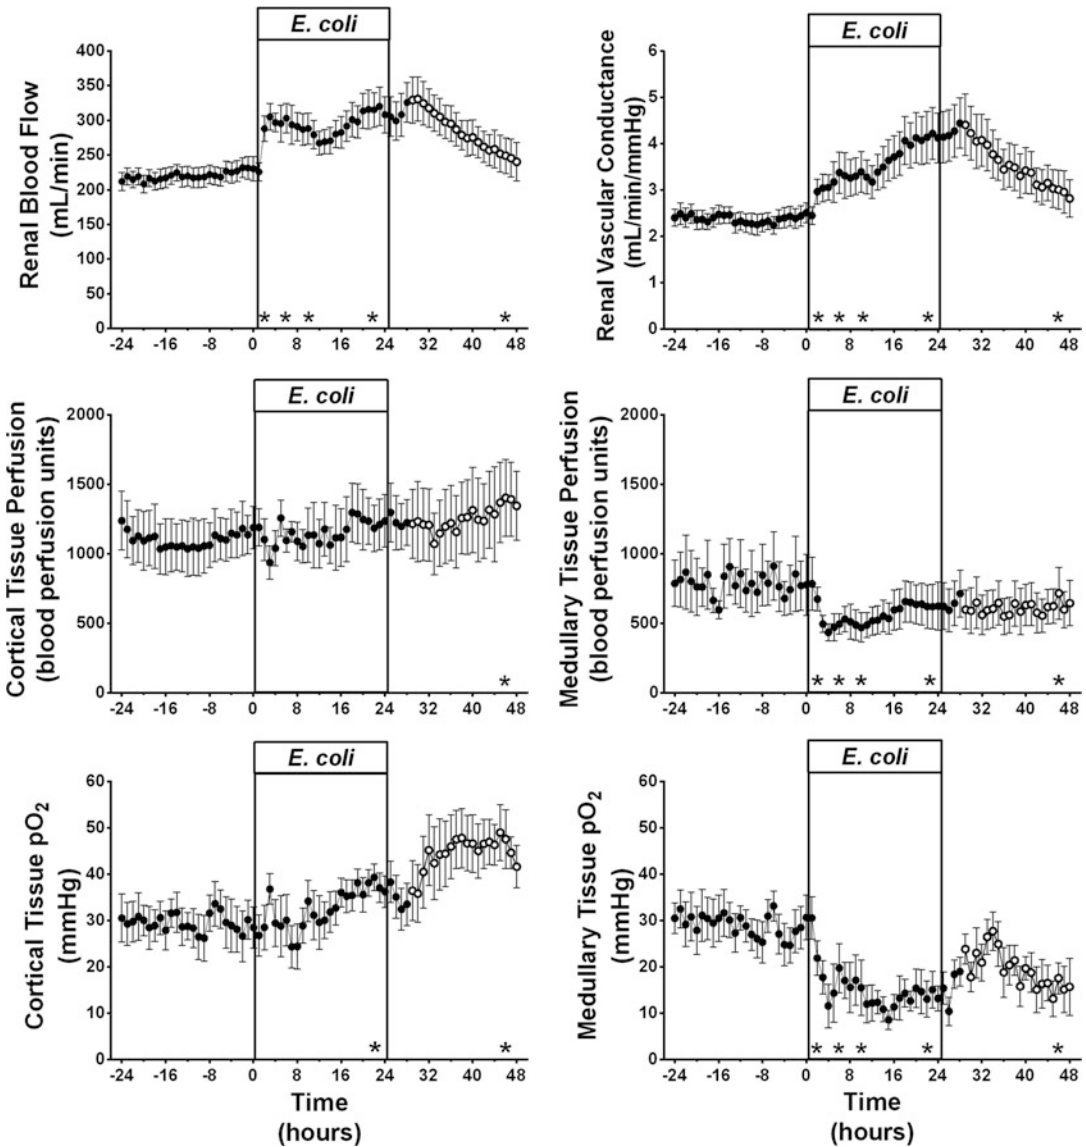 E. coli
Renal Blood Flow
(mL/min)
400
350
300
250
200
150
100
50
0
* * * *
-24 -16 -8 0 8 16 24 32 40 48
E. coli
Renal Vascular Conductance
(mL/min/mmHg)
6
5
4
3
2
1
0
* * * * *
-24 -16 -8 0 8 16 24 32 40 48
E. coli
Cortical Tissue Perfusion
(blood perfusion units)
2000
1500
1000
500
0
*
-24 -16 -8 0 8 16 24 32 40 48
E. coli
Medullary Tissue Perfusion
(blood perfusion units)
2000
1500
1000
500
0
* * * * *
-24 -16 -8 0 8 16 24 32 40 48
E. coli
Cortical Tissue pO₂
(mmHg)
60
50
40
30
20
10
0
* *
-24 -16 -8 0 8 16 24 32 40 48
Time
(hours)
E. coli
Medullary Tissue pO₂
(mmHg)
60
50
40
30
20
10
0
* * * * *
-24 -16 -8 0 8 16 24 32 40 48
Time
(hours)